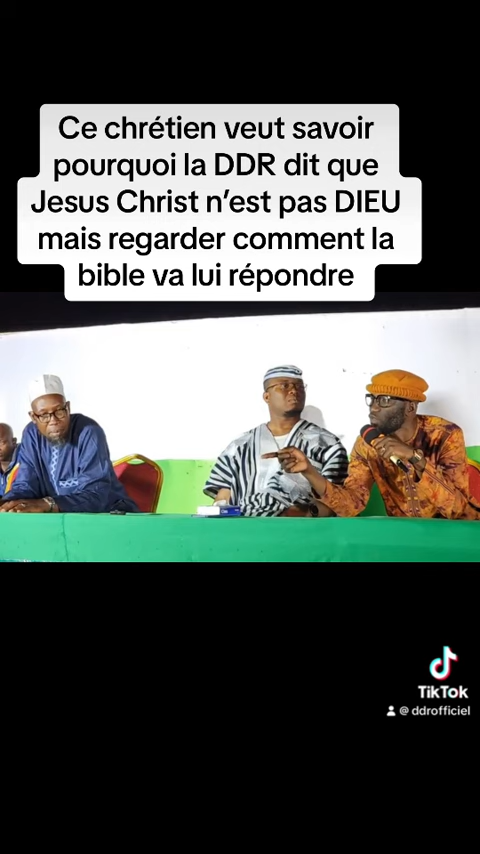 Ce chrétien veut savoir
pourquoi la DDR dit que
Jesus Christ n’est pas DIEU
mais regarder comment la
bible va lui répondre
TikTok
@ ddrofficiel